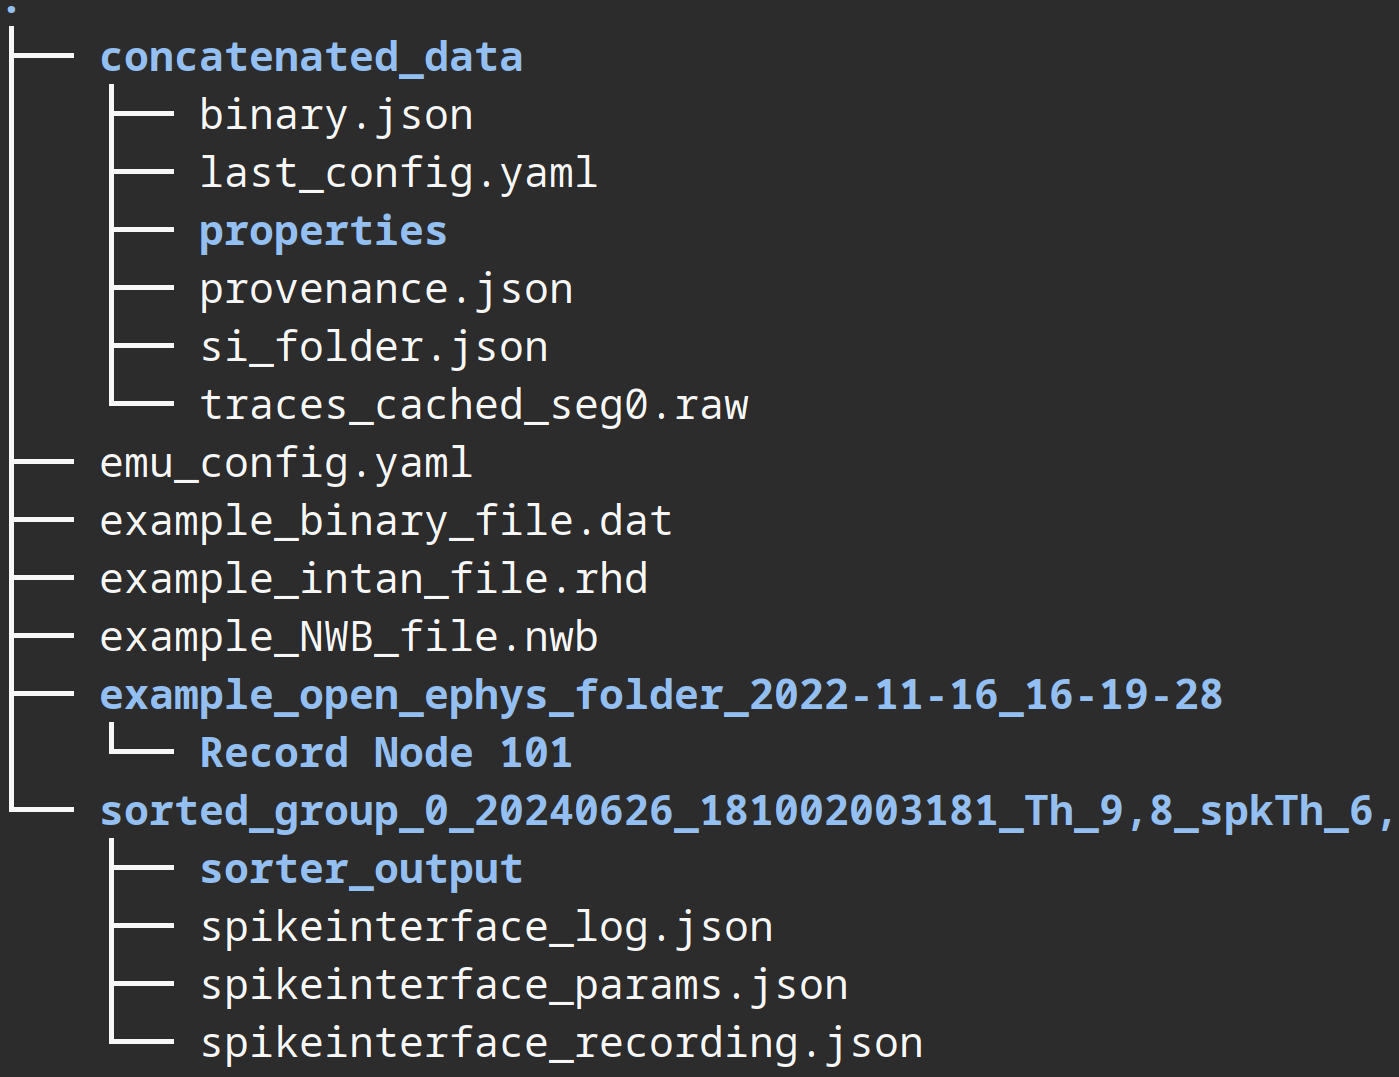 .
concatenated_data
binary.json
last_config.yaml
properties
provenance.json
si_folder.json
traces_cached_seg0.raw
emu_config.yaml
example_binary_file.dat
example_intan_file.rhd
example_NWB_file.nwb
example_open_ephys_folder_2022-11-16_16-19-28
Record Node 101
sorted_group_0_20240626_181002003181_Th_9,8_spkTh_6,
sorter_output
spikeinterface_log.json
spikeinterface_params.json
spikeinterface_recording.json